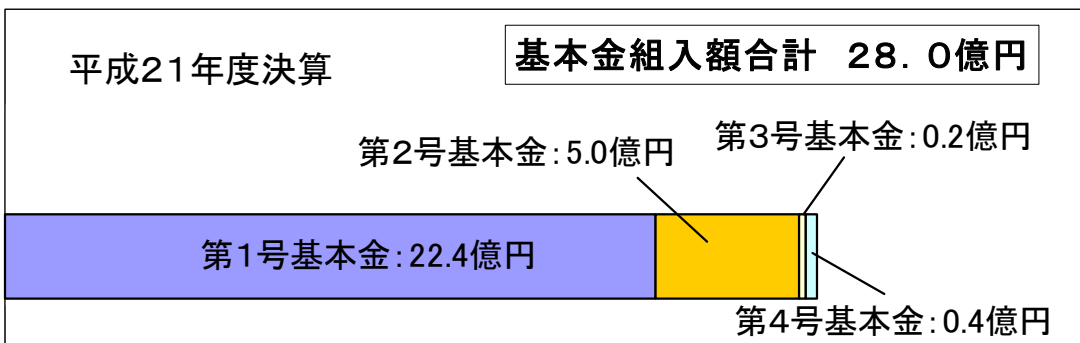 平成21年度決算
基本金組入額合計　28．0億円
第2号基本金：5.0億円
第3号基本金：0.2億円
第1号基本金：22.4億円
第4号基本金：0.4億円